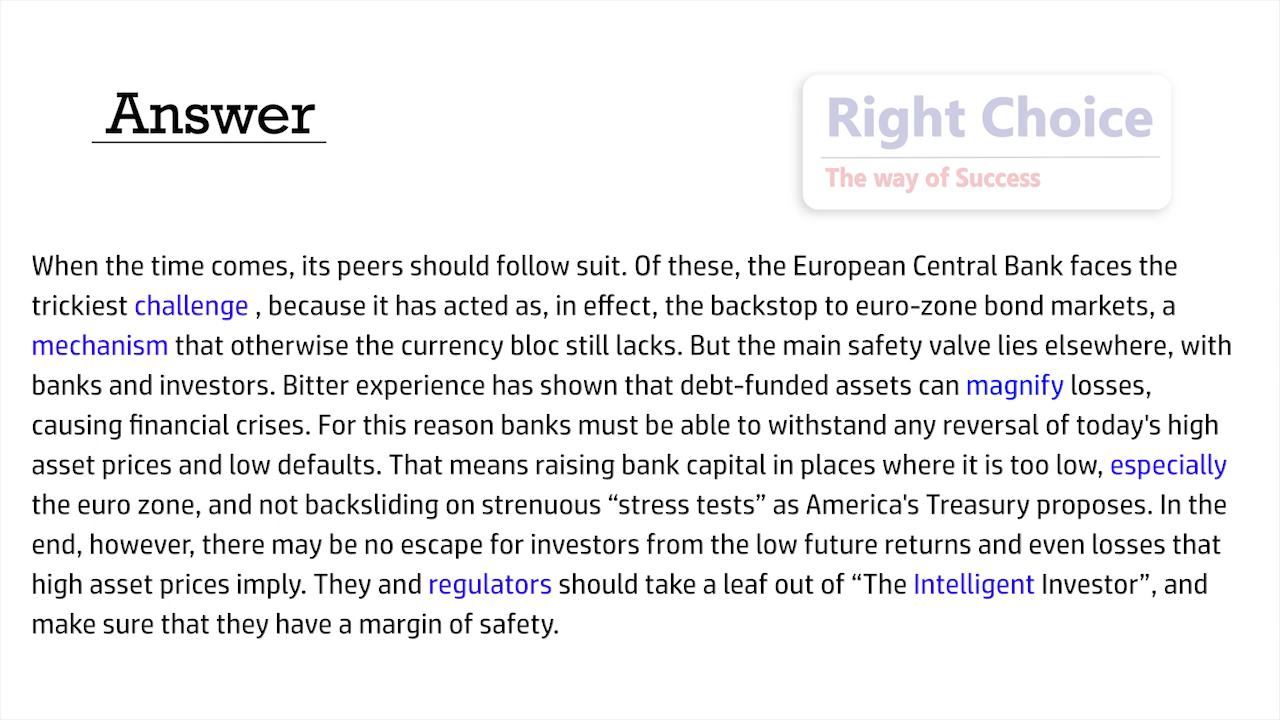 Answer
Right Choice
The way of Success
When the time comes, its peers should follow suit. Of these, the European Central Bank faces the
trickiest challenge , because it has acted as, in effect, the backstop to euro-zone bond markets, a
mechanism that otherwise the currency bloc still lacks. But the main safety valve lies elsewhere, with
banks and investors. Bitter experience has shown that debt-funded assets can magnify losses,
causing financial crises. For this reason banks must be able to withstand any reversal of today's high
asset prices and low defaults. That means raising bank capital in places where it is too low, especially
the euro zone, and not backsliding on strenuous “stress tests” as America's Treasury proposes. In the
end, however, there may be no escape for investors from the low future returns and even losses that
high asset prices imply. They and regulators should take a leaf out of “The Intelligent Investor”, and
make sure that they have a margin of safety.